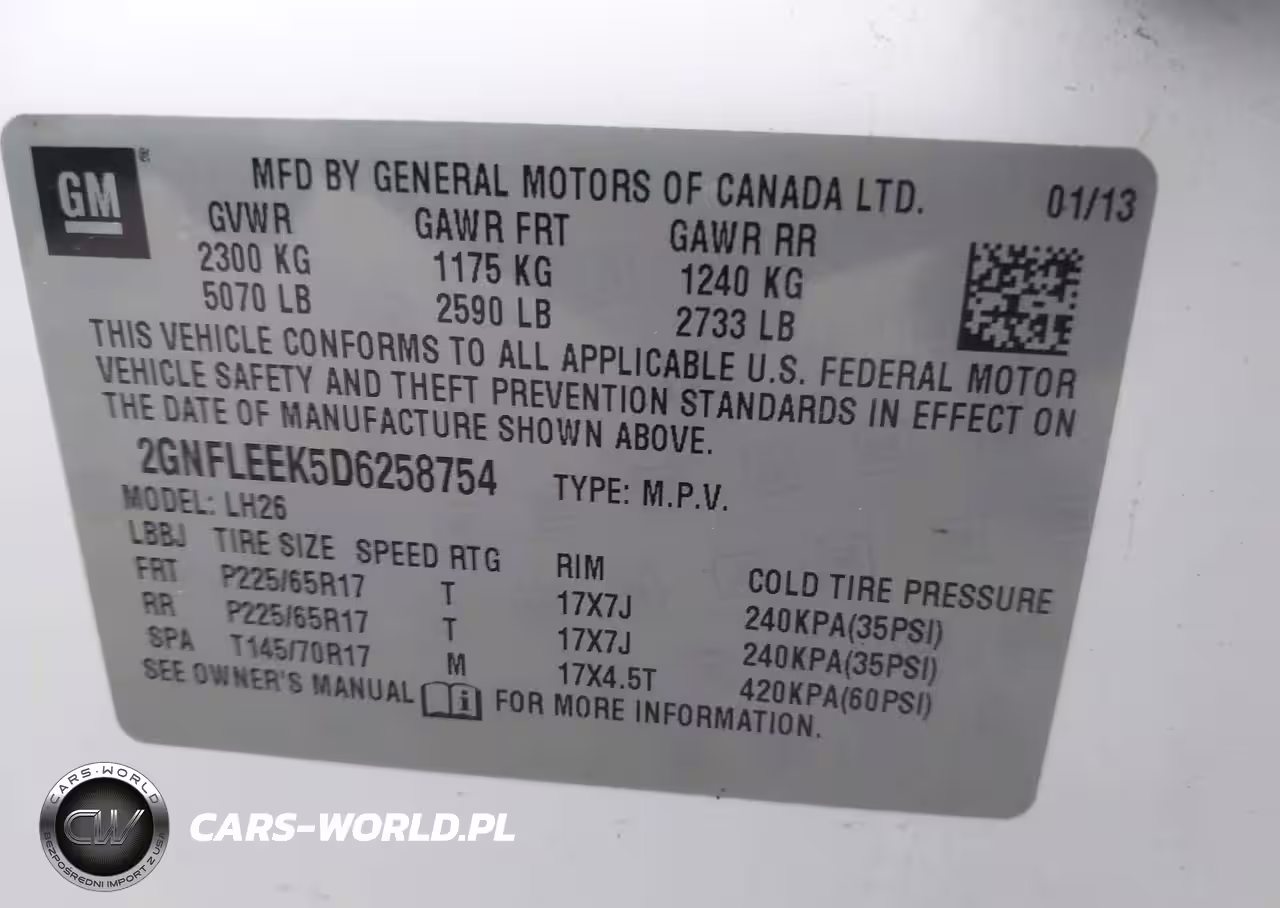 GM ®
MFD BY GENERAL MOTORS OF CANADA LTD. 01/13
GVWR GAWR FRT GAWR RR
2300 KG 1175 KG 1240 KG
5070 LB 2590 LB 2733 LB
THIS VEHICLE CONFORMS TO ALL APPLICABLE U.S. FEDERAL MOTOR
VEHICLE SAFETY AND THEFT PREVENTION STANDARDS IN EFFECT ON
THE DATE OF MANUFACTURE SHOWN ABOVE.
2GNFLEEK5D6258754 TYPE: M.P.V.
MODEL: LH26
LBBJ TIRE SIZE SPEED RTG RIM COLD TIRE PRESSURE
FRT P225/65R17 T 17X7J 240KPA(35PSI)
RR P225/65R17 T 17X7J 240KPA(35PSI)
SPA T145/70R17 M 17X4.5T 420KPA(60PSI)
SEE OWNER'S MANUAL i FOR MORE INFORMATION.
CARS-WORLD
CW
BEZPOŚREDNI IMPORT Z USA
CARS-WORLD.PL